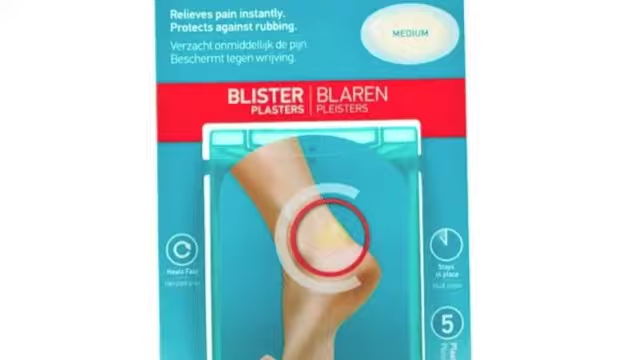 Relieves pain instantly.
Protects against rubbing.
Verzacht onmiddellijk de pijn
Beschermt tegen wrijving.
MEDIUM
BLISTER
PLASTERS
BLAREN
PLEISTERS
Heals Fast
Stays
in place
5